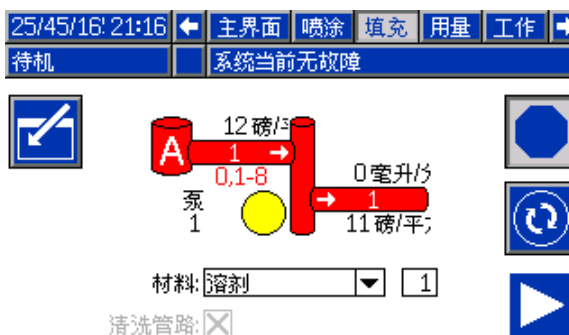 25/45/16 21:16 主界面 喷涂 填充 用量 工作
待机 系统当前无故障
12 磅/
A 1
0,1-8
0 毫升/
泵
1
1
11 磅/平
材料: 溶剂 1
清洗管路: